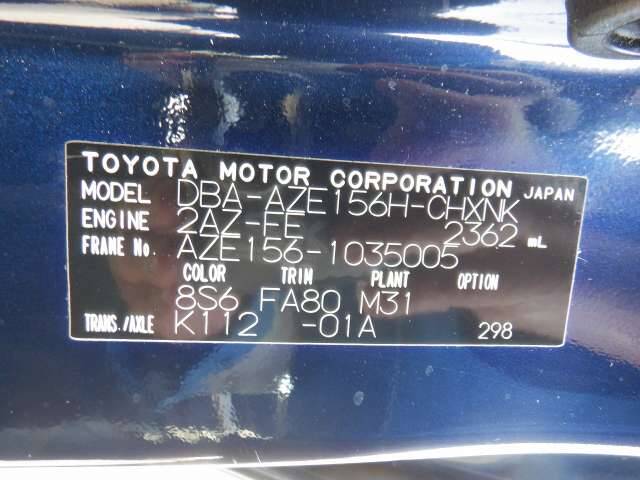 TOYOTA MOTOR CORPORATION JAPAN
MODEL DBA-AZE156H-CHXNK
ENGINE 2AZ-FE 2362 mL
FRAME No. AZE156-1035005
COLOR TRIM PLANT OPTION
8S6 FA80 M31
TRANS./AXLE K112 -01A 298